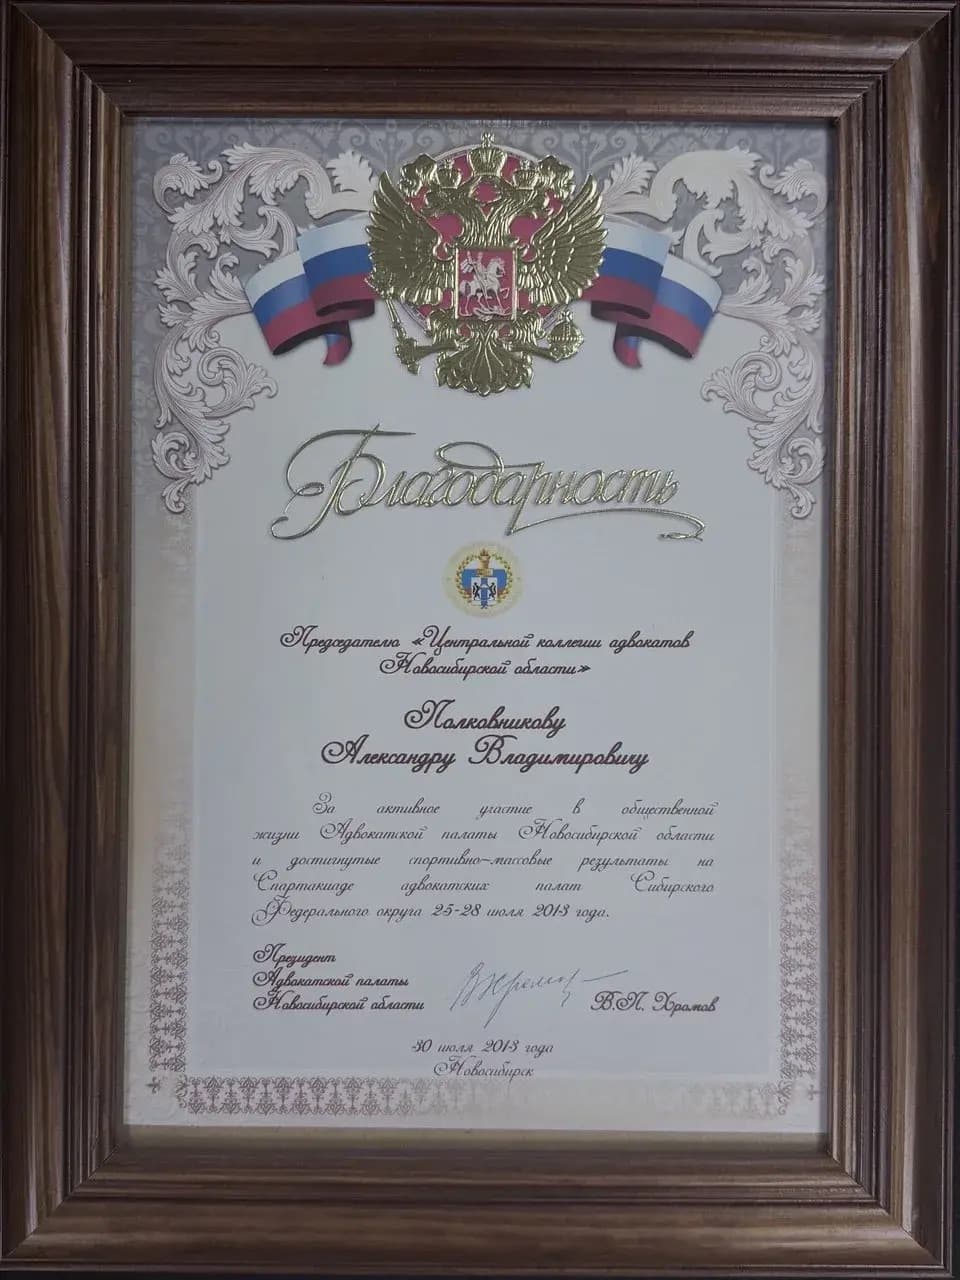 Благодарность
Председателю «Центральной коллегии адвокатов
Новосибирской области»
Полковникову
Александру Владимировичу
За активное участие в общественной
жизни Адвокатской палаты Новосибирской области
и достигнутые спортивно-массовые результаты на
Спартакиаде адвокатских палат Сибирского
Федерального округа 25-28 июля 2013 года.
Президент
Адвокатской палаты
Новосибирской области В.П. Хромов
30 июля 2013 года
Новосибирск